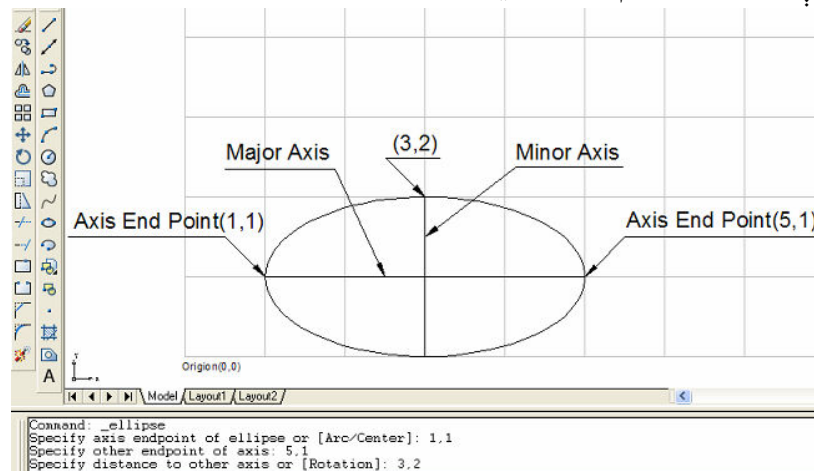 (3,2)
Major Axis
Minor Axis
Axis End Point(1,1)
Axis End Point(5,1)
Origion(0,0)
Y
X
A
Model Layout1 Layout2
Command: _ellipse
Specify axis endpoint of ellipse or [Arc/Center]: 1,1
Specify other endpoint of axis: 5,1
Specify distance to other axis or [Rotation]: 3,2